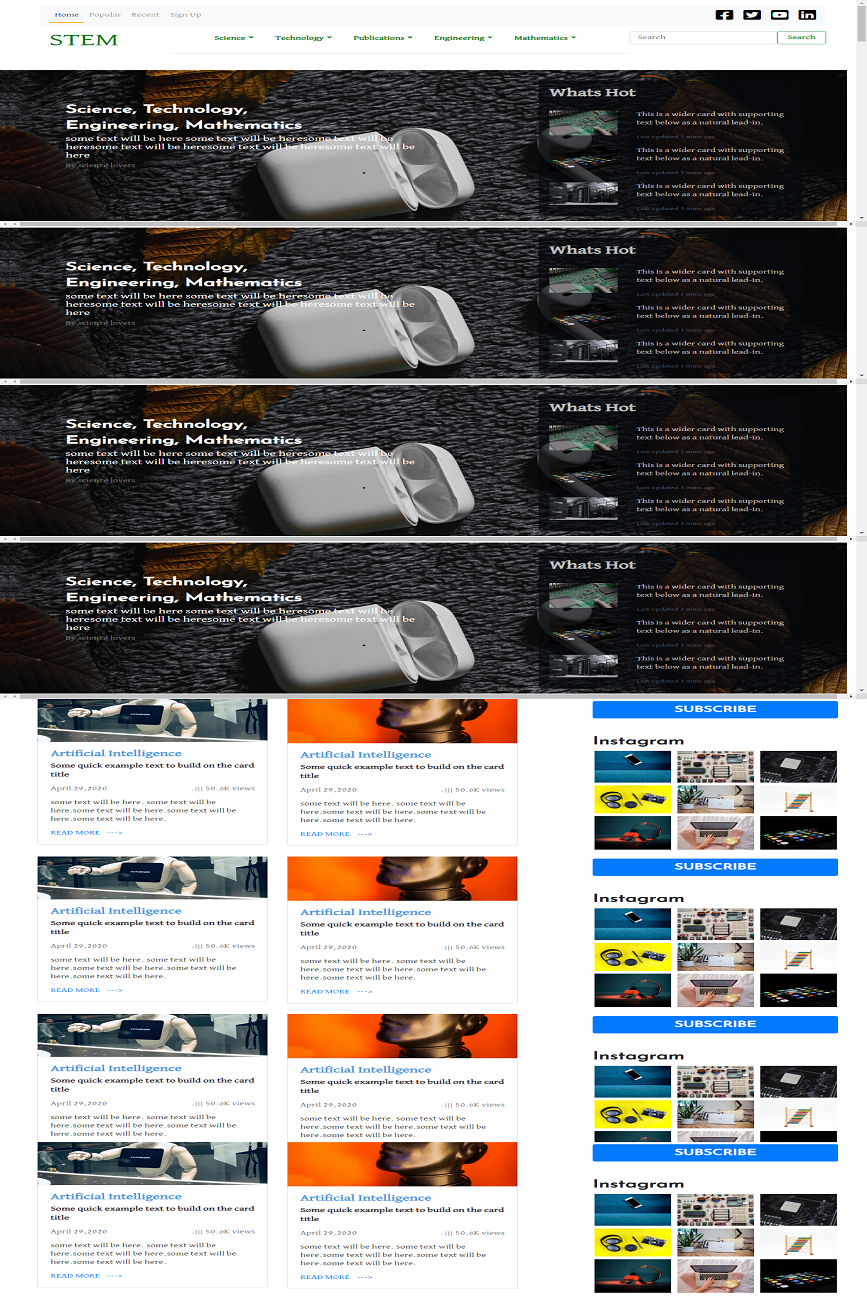 Home Popular Recent Sign Up
STEM
Science Technology Publications Engineering Mathematics
Search Search
Science, Technology,
Engineering, Mathematics
some text will be here some text will be
heresome text will be heresome text will be
heresome text will be heresome text will be
here
By science lovers
Whats Hot
This is a wider card with supporting
text below as a natural lead-in.
Last updated 3 mins ago
This is a wider card with supporting
text below as a natural lead-in.
Last updated 3 mins ago
This is a wider card with supporting
text below as a natural lead-in.
Last updated 3 mins ago
Science, Technology,
Engineering, Mathematics
some text will be here some text will be
heresome text will be heresome text will be heresome text will be
here
By science lovers
Whats Hot
This is a wider card with supporting
text below as a natural lead-in.
Last updated 3 mins ago
This is a wider card with supporting
text below as a natural lead-in.
Last updated 3 mins ago
This is a wider card with supporting
text below as a natural lead-in.
Last updated 3 mins ago
Science, Technology,
Engineering, Mathematics
some text will be here some text will be
heresome text will be heresome text will be heresome text will be
here
By science lovers
Whats Hot
This is a wider card with supporting
text below as a natural lead-in.
Last updated 3 mins ago
This is a wider card with supporting
text below as a natural lead-in.
Last updated 3 mins ago
This is a wider card with supporting
text below as a natural lead-in.
Last updated 3 mins ago
Science, Technology,
Engineering, Mathematics
some text will be here some text will be
heresome text will be heresome text will be heresome text will be
here
By science lovers
Whats Hot
This is a wider card with supporting
text below as a natural lead-in.
Last updated 3 mins ago
This is a wider card with supporting
text below as a natural lead-in.
Last updated 3 mins ago
This is a wider card with supporting
text below as a natural lead-in.
Last updated 3 mins ago
Artificial Intelligence
Some quick example text to build on the card
title
April 29,2020 50.6K views
some text will be here. some text will be
here.some text will be here.some text will be
here.some text will be here.
READ MORE --->
Artificial Intelligence
Some quick example text to build on the card
title
April 29,2020 50.6K views
some text will be here. some text will be
here.some text will be here.some text will be
here.some text will be here.
READ MORE --->
SUBSCRIBE
Instagram
Artificial Intelligence
Some quick example text to build on the card
title
April 29,2020 50.6K views
some text will be here. some text will be
here.some text will be here.some text will be
here.some text will be here.
READ MORE --->
Artificial Intelligence
Some quick example text to build on the card
title
April 29,2020 50.6K views
some text will be here. some text will be
here.some text will be here.some text will be
here.some text will be here.
READ MORE --->
SUBSCRIBE
Instagram
Artificial Intelligence
Some quick example text to build on the card
title
April 29,2020 50.6K views
some text will be here. some text will be
here.some text will be here.some text will be
here.some text will be here.
Artificial Intelligence
Some quick example text to build on the card
title
April 29,2020 50.6K views
some text will be here. some text will be
here.some text will be here.some text will be
here.some text will be here.
SUBSCRIBE
Instagram
Artificial Intelligence
Some quick example text to build on the card
title
April 29,2020 50.6K views
some text will be here. some text will be
here.some text will be here.some text will be
here.some text will be here.
READ MORE --->
Artificial Intelligence
Some quick example text to build on the card
title
April 29,2020 50.6K views
some text will be here. some text will be
here.some text will be here.some text will be
here.some text will be here.
READ MORE --->
SUBSCRIBE
Instagram